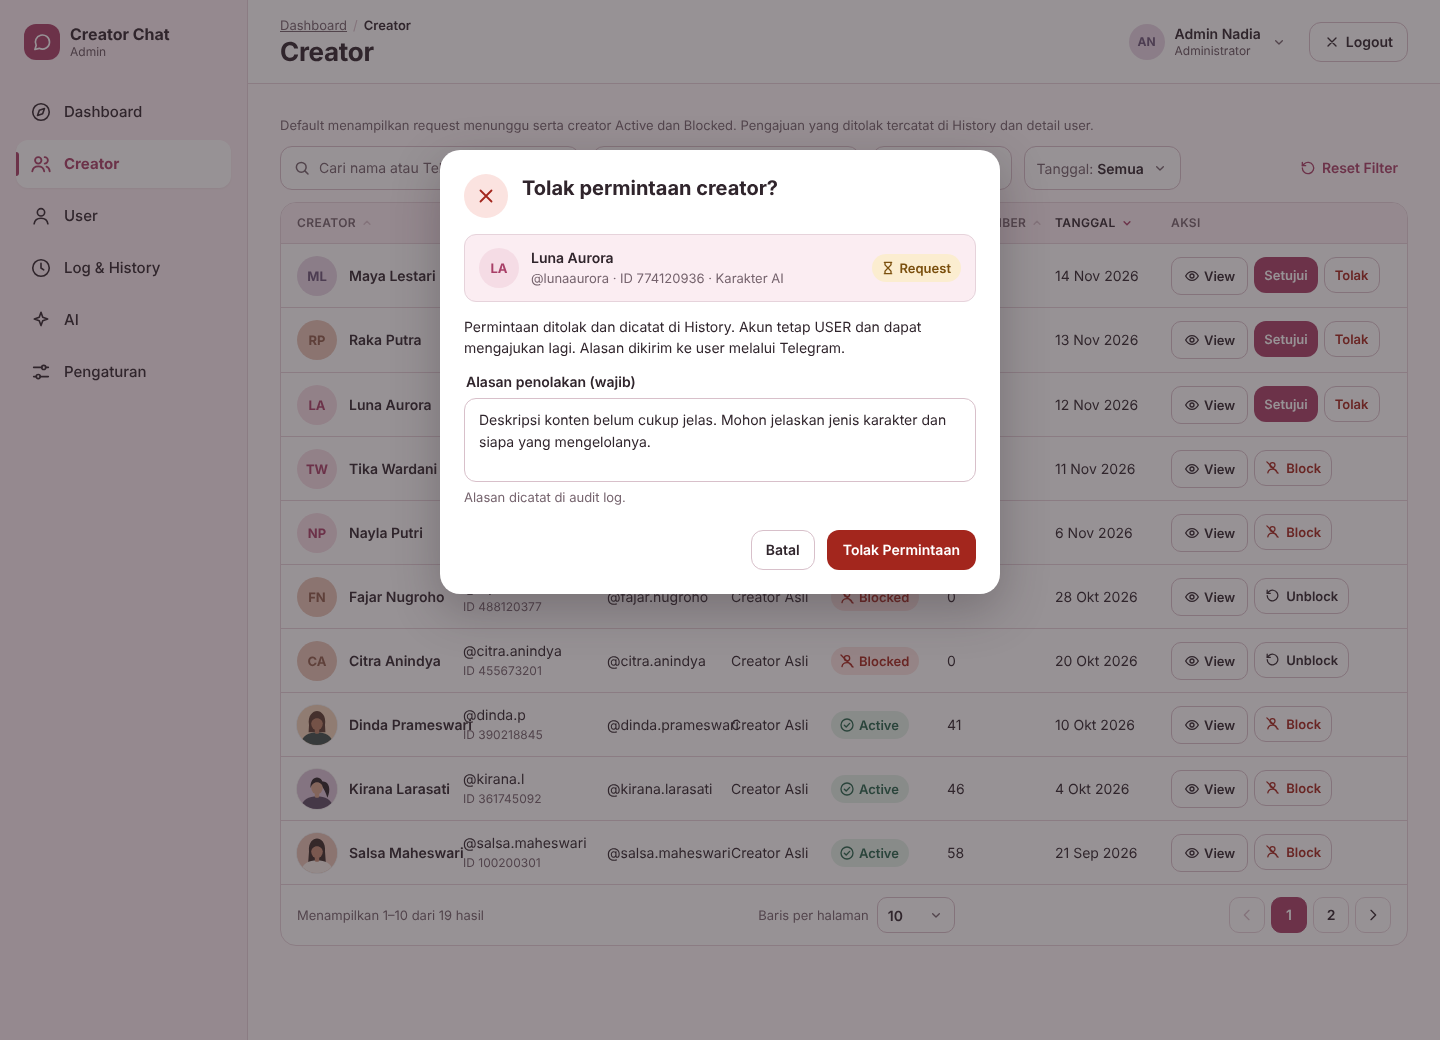 Creator Chat
Admin
Dashboard
Creator
User
Log & History
AI
Pengaturan
Dashboard / Creator
Creator
AN
Admin Nadia
Administrator
Logout
Default menampilkan request menunggu serta creator Active dan Blocked. Pengajuan yang ditolak tercatat di History dan detail user.
Cari nama atau
Tanggal: Semua
Reset Filter
CREATOR
TANGGAL
AKSI
ML Maya Lestari 14 Nov 2026 View Setujui Tolak
RP Raka Putra 13 Nov 2026 View Setujui Tolak
LA Luna Aurora 12 Nov 2026 View Setujui Tolak
TW Tika Wardani 11 Nov 2026 View Block
NP Nayla Putri 6 Nov 2026 View Block
FN Fajar Nugroho ID 488120377 @fajar.nugroho Creator Asli Blocked 0 28 Okt 2026 View Unblock
CA Citra Anindya @citra.anindya @citra.anindya Creator Asli Blocked 0 20 Okt 2026 View Unblock
ID 455673201
Dinda Prameswari @dinda.p @dinda.prameswari Creator Asli Active 41 10 Okt 2026 View Block
ID 390218845
Kirana Larasati @kirana.l @kirana.larasati Creator Asli Active 46 4 Okt 2026 View Block
ID 361745092
Salsa Maheswari @salsa.maheswari @salsa.maheswari Creator Asli Active 58 21 Sep 2026 View Block
ID 100200301
Menampilkan 1–10 dari 19 hasil
Baris per halaman 10
1 2
Tolak permintaan creator?
LA
Luna Aurora
@lunaaurora · ID 774120936 · Karakter AI
Request
Permintaan ditolak dan dicatat di History. Akun tetap USER dan dapat
mengajukan lagi. Alasan dikirim ke user melalui Telegram.
Alasan penolakan (wajib)
Deskripsi konten belum cukup jelas. Mohon jelaskan jenis karakter dan
siapa yang mengelolanya.
Alasan dicatat di audit log.
Batal
Tolak Permintaan